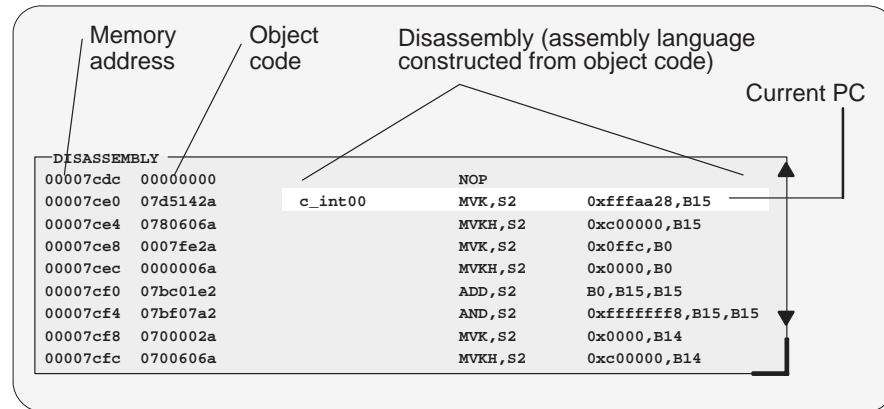 Memory address
Object code
Disassembly (assembly language constructed from object code)
Current PC
DISASSEMBLY
00007cdc 00000000 NOP
00007ce0 07d5142a c_int00 MVK,S2 0xfffaa28,B15
00007ce4 0780606a MVKH,S2 0xc00000,B15
00007ce8 0007fe2a MVK,S2 0x0ffc,B0
00007cec 0000006a MVKH,S2 0x0000,B0
00007cf0 07bc01e2 ADD,S2 B0,B15,B15
00007cf4 07bf07a2 AND,S2 0xfffffff8,B15,B15
00007cf8 0700002a MVK,S2 0x0000,B14
00007cfc 0700606a MVKH,S2 0xc00000,B14